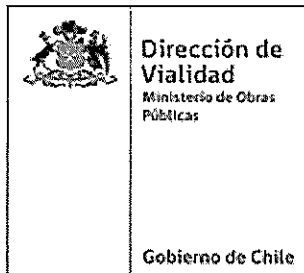 Dirección de
Vialidad
Ministerio de Obras
Públicas
Gobierno de Chile